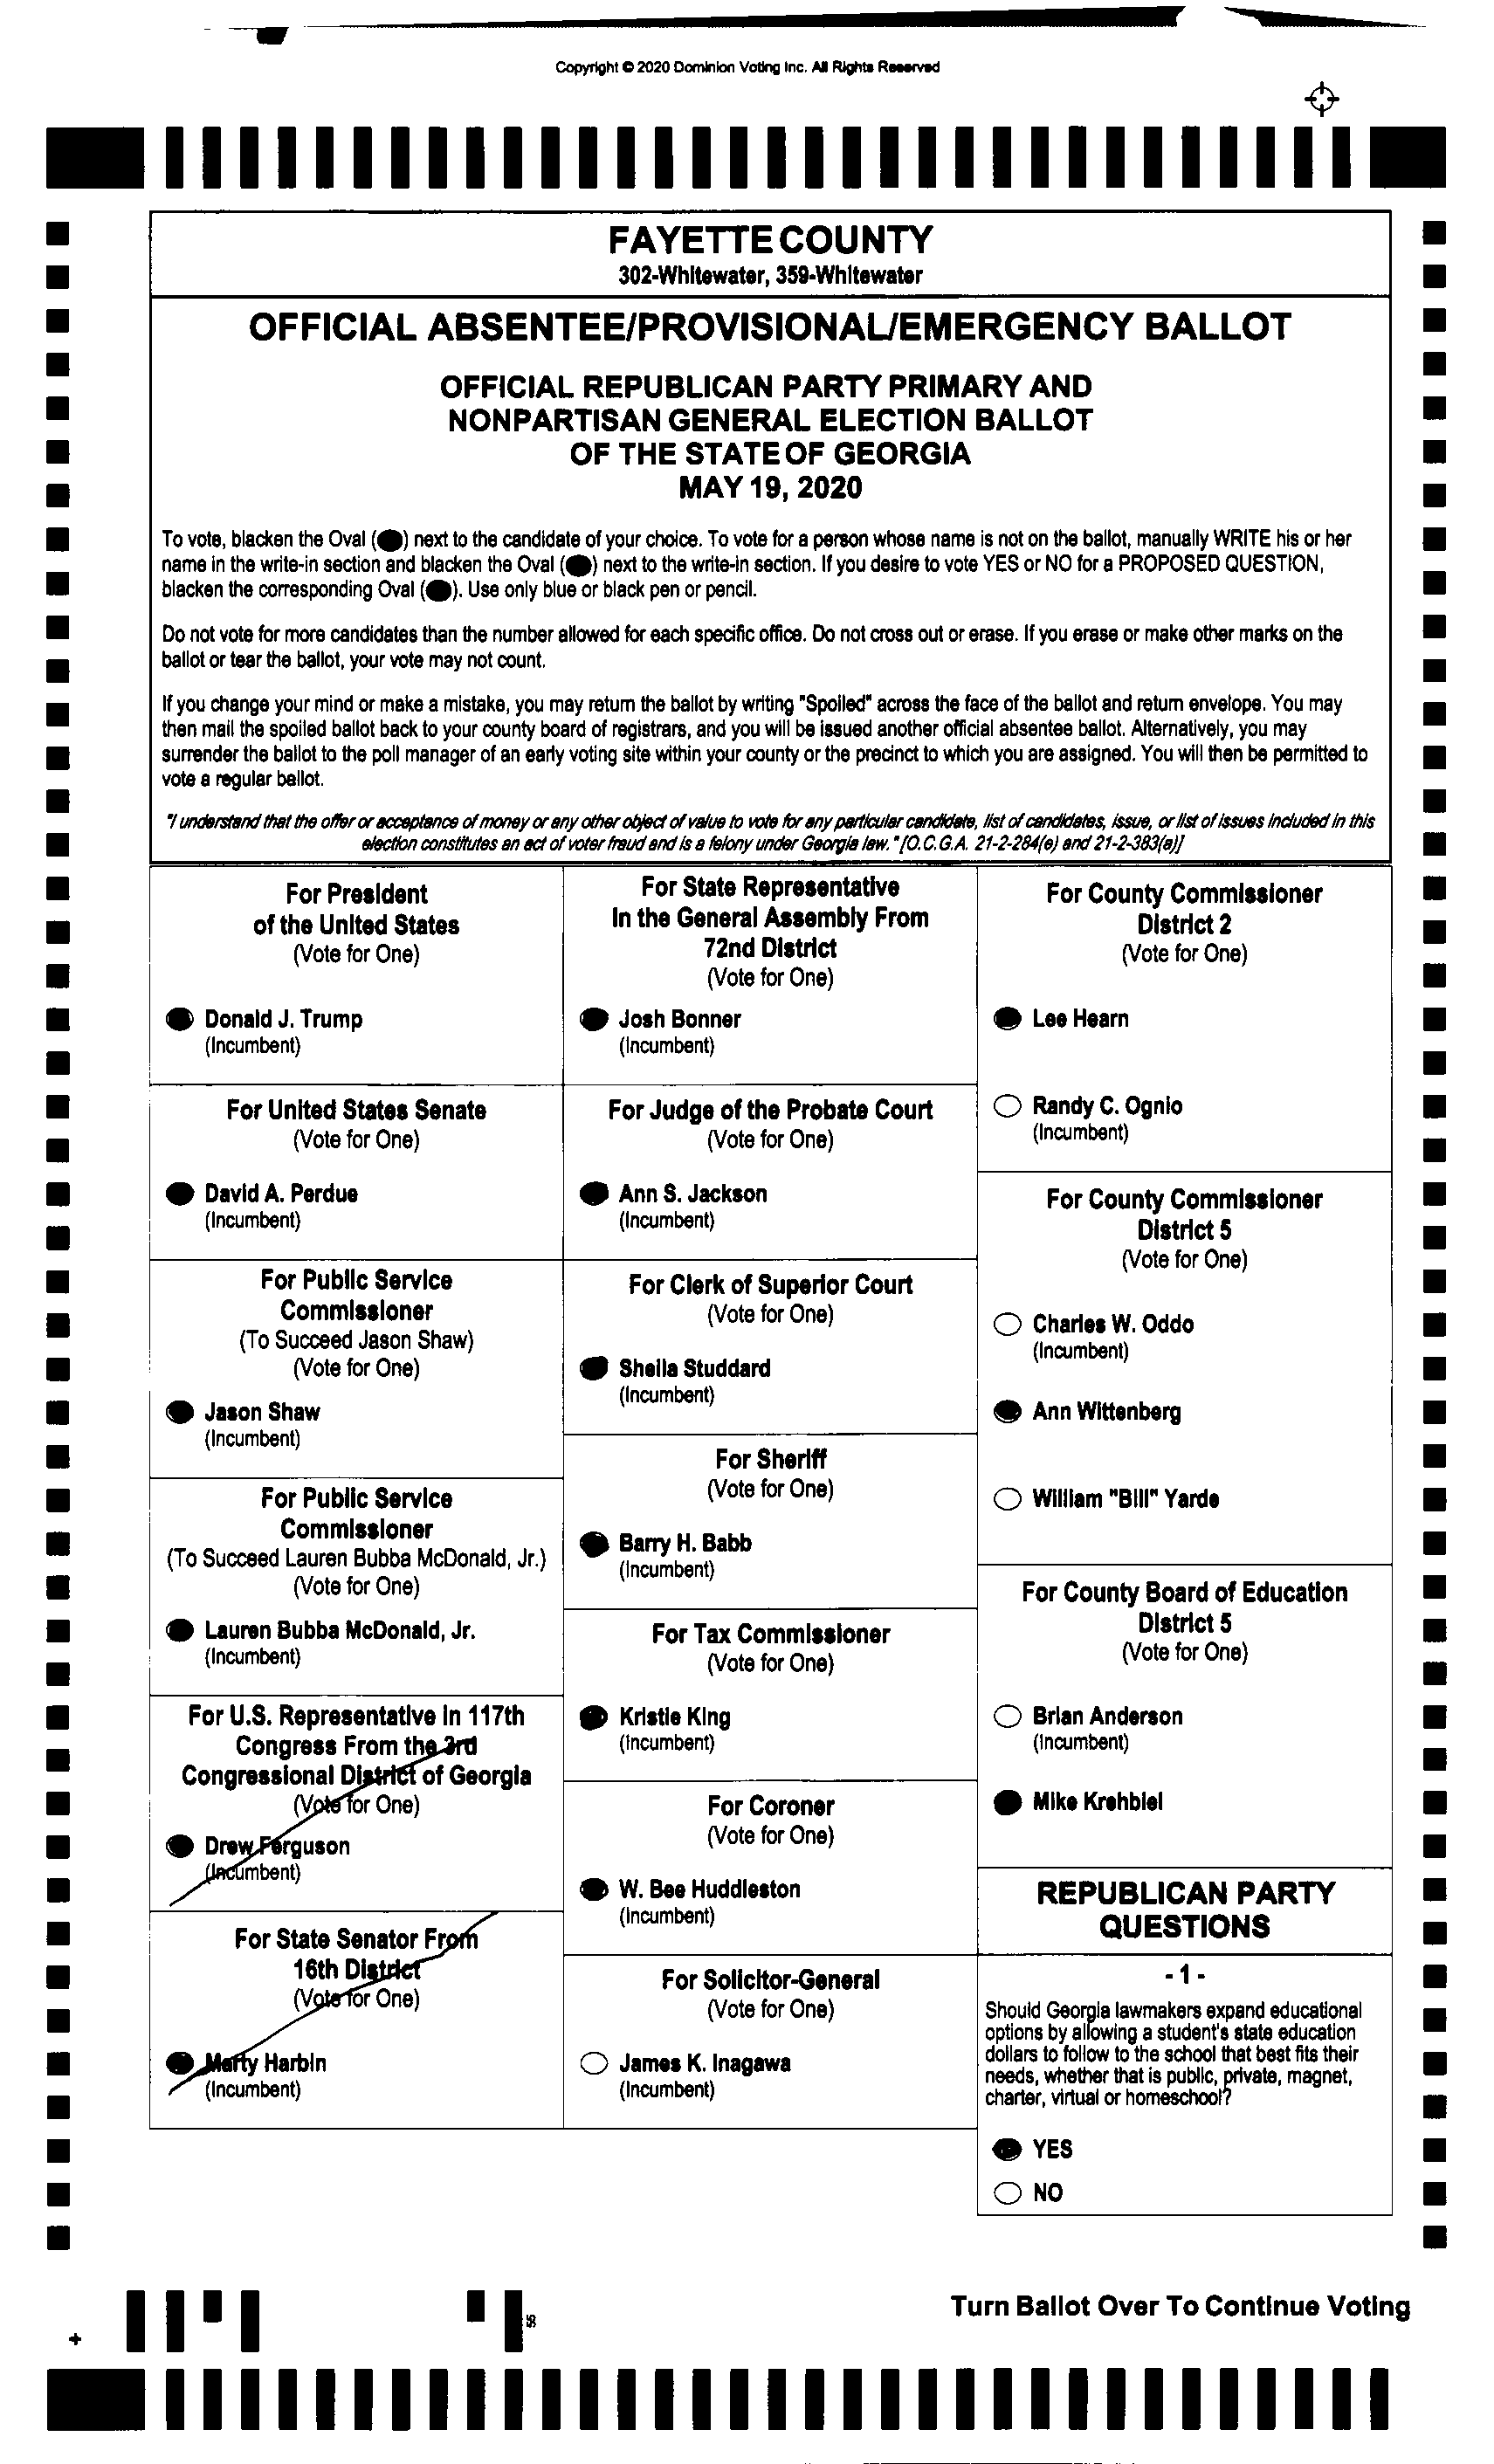 Copyright © 2020 Dominion Voting Inc. All Rights Reserved
FAYETTE COUNTY
302-Whitewater, 359-Whitewater
OFFICIAL ABSENTEE/PROVISIONAL/EMERGENCY BALLOT
OFFICIAL REPUBLICAN PARTY PRIMARY AND
NONPARTISAN GENERAL ELECTION BALLOT
OF THE STATE OF GEORGIA
MAY 19, 2020
To vote, blacken the Oval (⬬) next to the candidate of your choice. To vote for a person whose name is not on the ballot, manually WRITE his or her
name in the write-in section and blacken the Oval (⬬) next to the write-in section. If you desire to vote YES or NO for a PROPOSED QUESTION,
blacken the corresponding Oval (⬬). Use only blue or black pen or pencil.
Do not vote for more candidates than the number allowed for each specific office. Do not cross out or erase. If you erase or make other marks on the
ballot or tear the ballot, your vote may not count.
If you change your mind or make a mistake, you may return the ballot by writing "Spoiled" across the face of the ballot and return envelope. You may
then mail the spoiled ballot back to your county board of registrars, and you will be issued another official absentee ballot. Alternatively, you may
surrender the ballot to the poll manager of an early voting site within your county or the precinct to which you are assigned. You will then be permitted to
vote a regular ballot.
"I understand that the offer or acceptance of money or any other object of value to vote for any particular candidate, list of candidates, issue, or list of issues included in this
election constitutes an act of voter fraud and is a felony under Georgia law." [O.C.G.A. 21-2-284(e) and 21-2-383(a)]
For President
of the United States
(Vote for One)
Donald J. Trump
(Incumbent)
For United States Senate
(Vote for One)
David A. Perdue
(Incumbent)
For Public Service
Commissioner
(To Succeed Jason Shaw)
(Vote for One)
Jason Shaw
(Incumbent)
For Public Service
Commissioner
(To Succeed Lauren Bubba McDonald, Jr.)
(Vote for One)
Lauren Bubba McDonald, Jr.
(Incumbent)
For U.S. Representative in 117th
Congress From the 3rd
Congressional District of Georgia
(Vote for One)
Drew Ferguson
(Incumbent)
For State Senator From
16th District
(Vote for One)
Marty Harbin
(Incumbent)
For State Representative
In the General Assembly From
72nd District
(Vote for One)
Josh Bonner
(Incumbent)
For Judge of the Probate Court
(Vote for One)
Ann S. Jackson
(Incumbent)
For Clerk of Superior Court
(Vote for One)
Sheila Studdard
(Incumbent)
For Sheriff
(Vote for One)
Barry H. Babb
(Incumbent)
For Tax Commissioner
(Vote for One)
Kristie King
(Incumbent)
For Coroner
(Vote for One)
W. Bee Huddleston
(Incumbent)
For Solicitor-General
(Vote for One)
James K. Inagawa
(Incumbent)
For County Commissioner
District 2
(Vote for One)
Lee Hearn
Randy C. Ognio
(Incumbent)
For County Commissioner
District 5
(Vote for One)
Charles W. Oddo
(Incumbent)
Ann Wittenberg
William "Bill" Yarde
For County Board of Education
District 5
(Vote for One)
Brian Anderson
(Incumbent)
Mike Krehbiel
REPUBLICAN PARTY
QUESTIONS
- 1 -
Should Georgia lawmakers expand educational
options by allowing a student's state education
dollars to follow to the school that best fits their
needs, whether that is public, private, magnet,
charter, virtual or homeschool?
YES
NO
Turn Ballot Over To Continue Voting